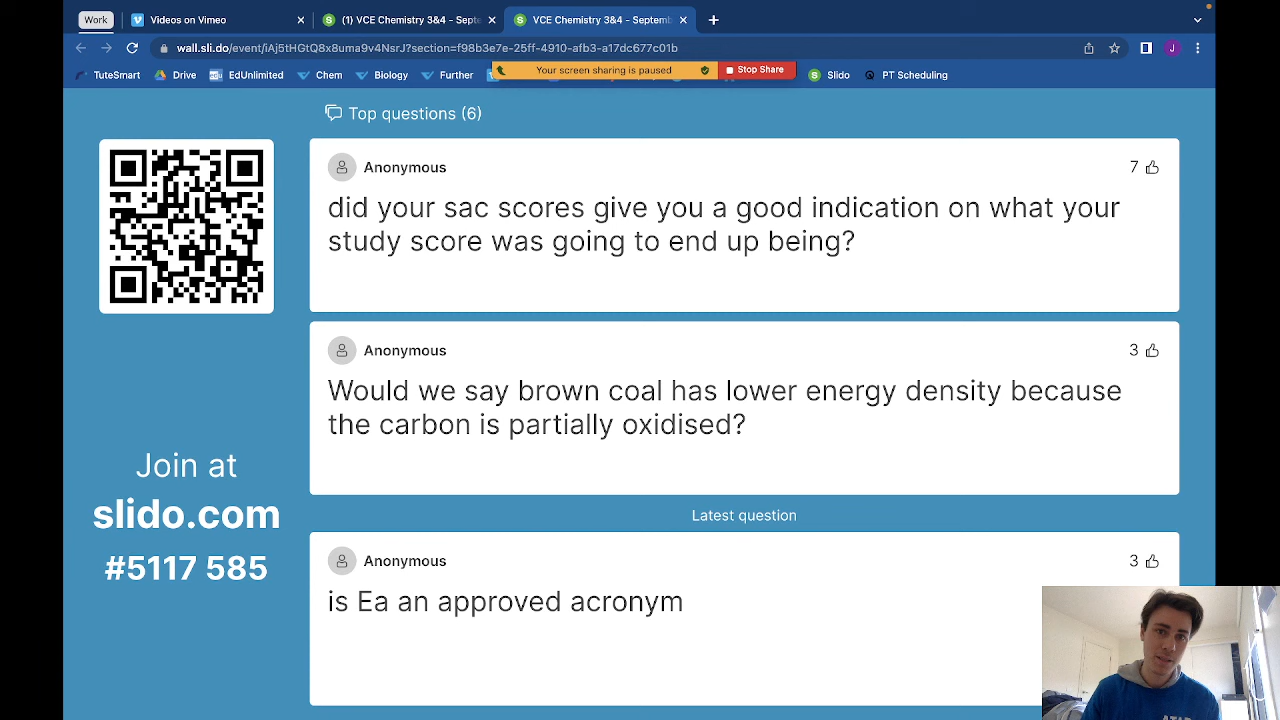 Work
Videos on Vimeo
(1) VCE Chemistry 3&4 - Septe
VCE Chemistry 3&4 - Septemb
wall.sli.do/event/iAj5tHGtQ8x8uma9v4NsrJ?section=f98b3e7e-25ff-4910-afb3-a17dc677c01b
J
TuteSmart
Drive
EdUnlimited
Chem
Biology
Further
Your screen sharing is paused
Stop Share
Slido
PT Scheduling
Top questions (6)
Anonymous
7
did your sac scores give you a good indication on what your
study score was going to end up being?
Anonymous
3
Would we say brown coal has lower energy density because
the carbon is partially oxidised?
Join at
slido.com
#5117 585
Latest question
Anonymous
3
is Ea an approved acronym